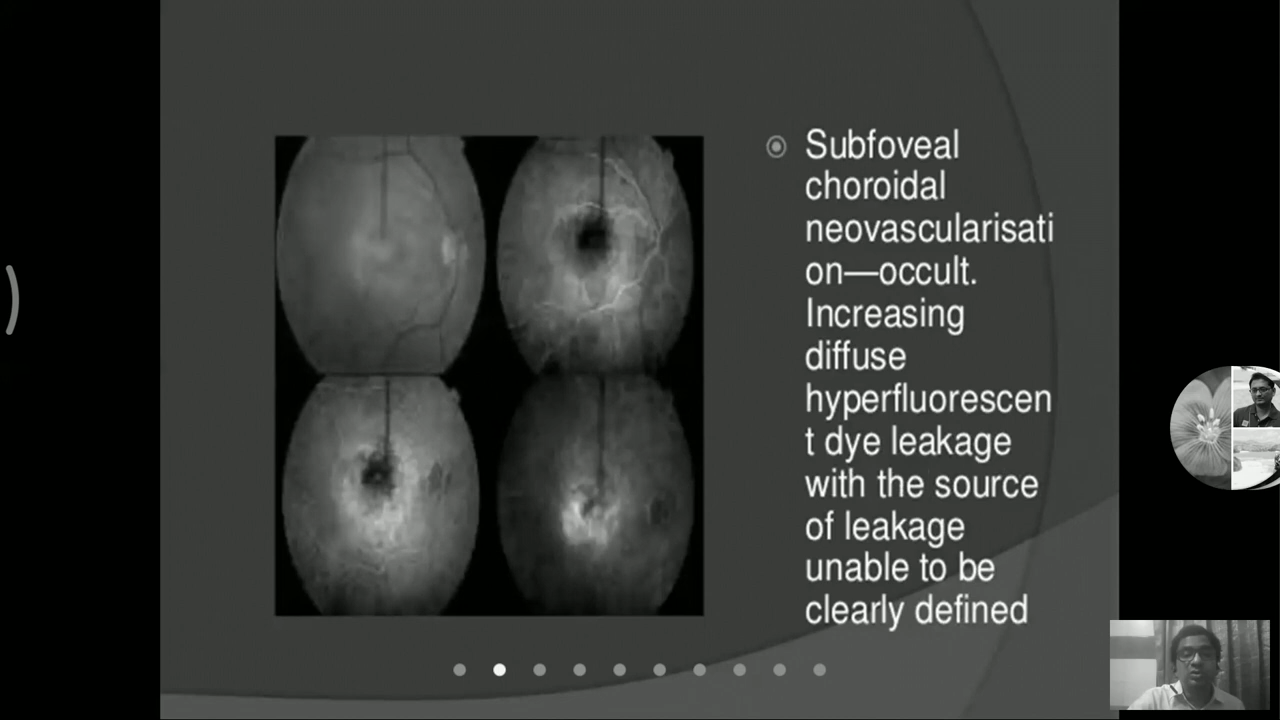 Subfoveal
choroidal
neovascularisati
on—occult.
Increasing
diffuse
hyperfluorescen
t dye leakage
with the source
of leakage
unable to be
clearly defined